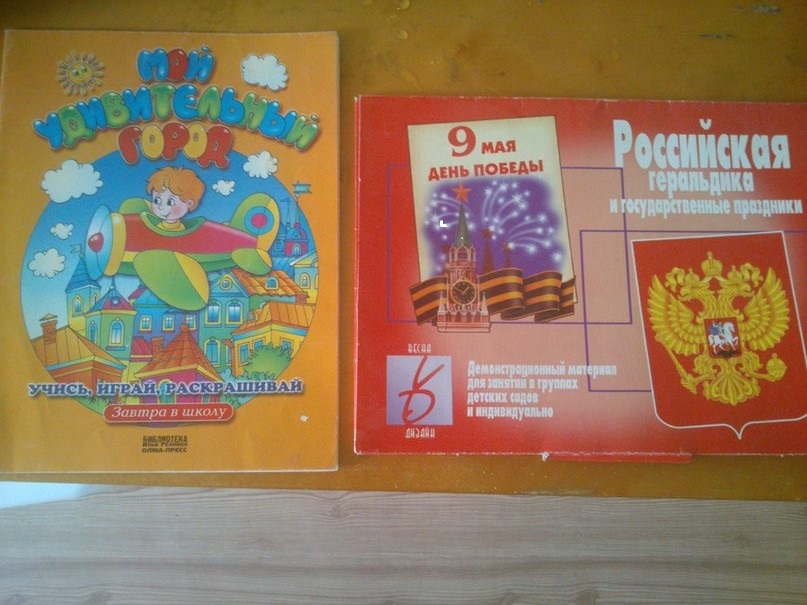 МОЙ
УДИВИТЕЛЬНЫЙ
ГОРОД
УЧИСЬ, ИГРАЙ, РАСКРАШИВАЙ
Завтра в школу
БИБЛИОТЕКА
Ильи Резника
ОЛМА-ПРЕСС
9 МАЯ
ДЕНЬ ПОБЕДЫ
Российская
геральдика
и государственные праздники
ВЕСНА
ДИЗАЙН
Демонстрационный материал
для занятий в группах
детских садов
и индивидуально